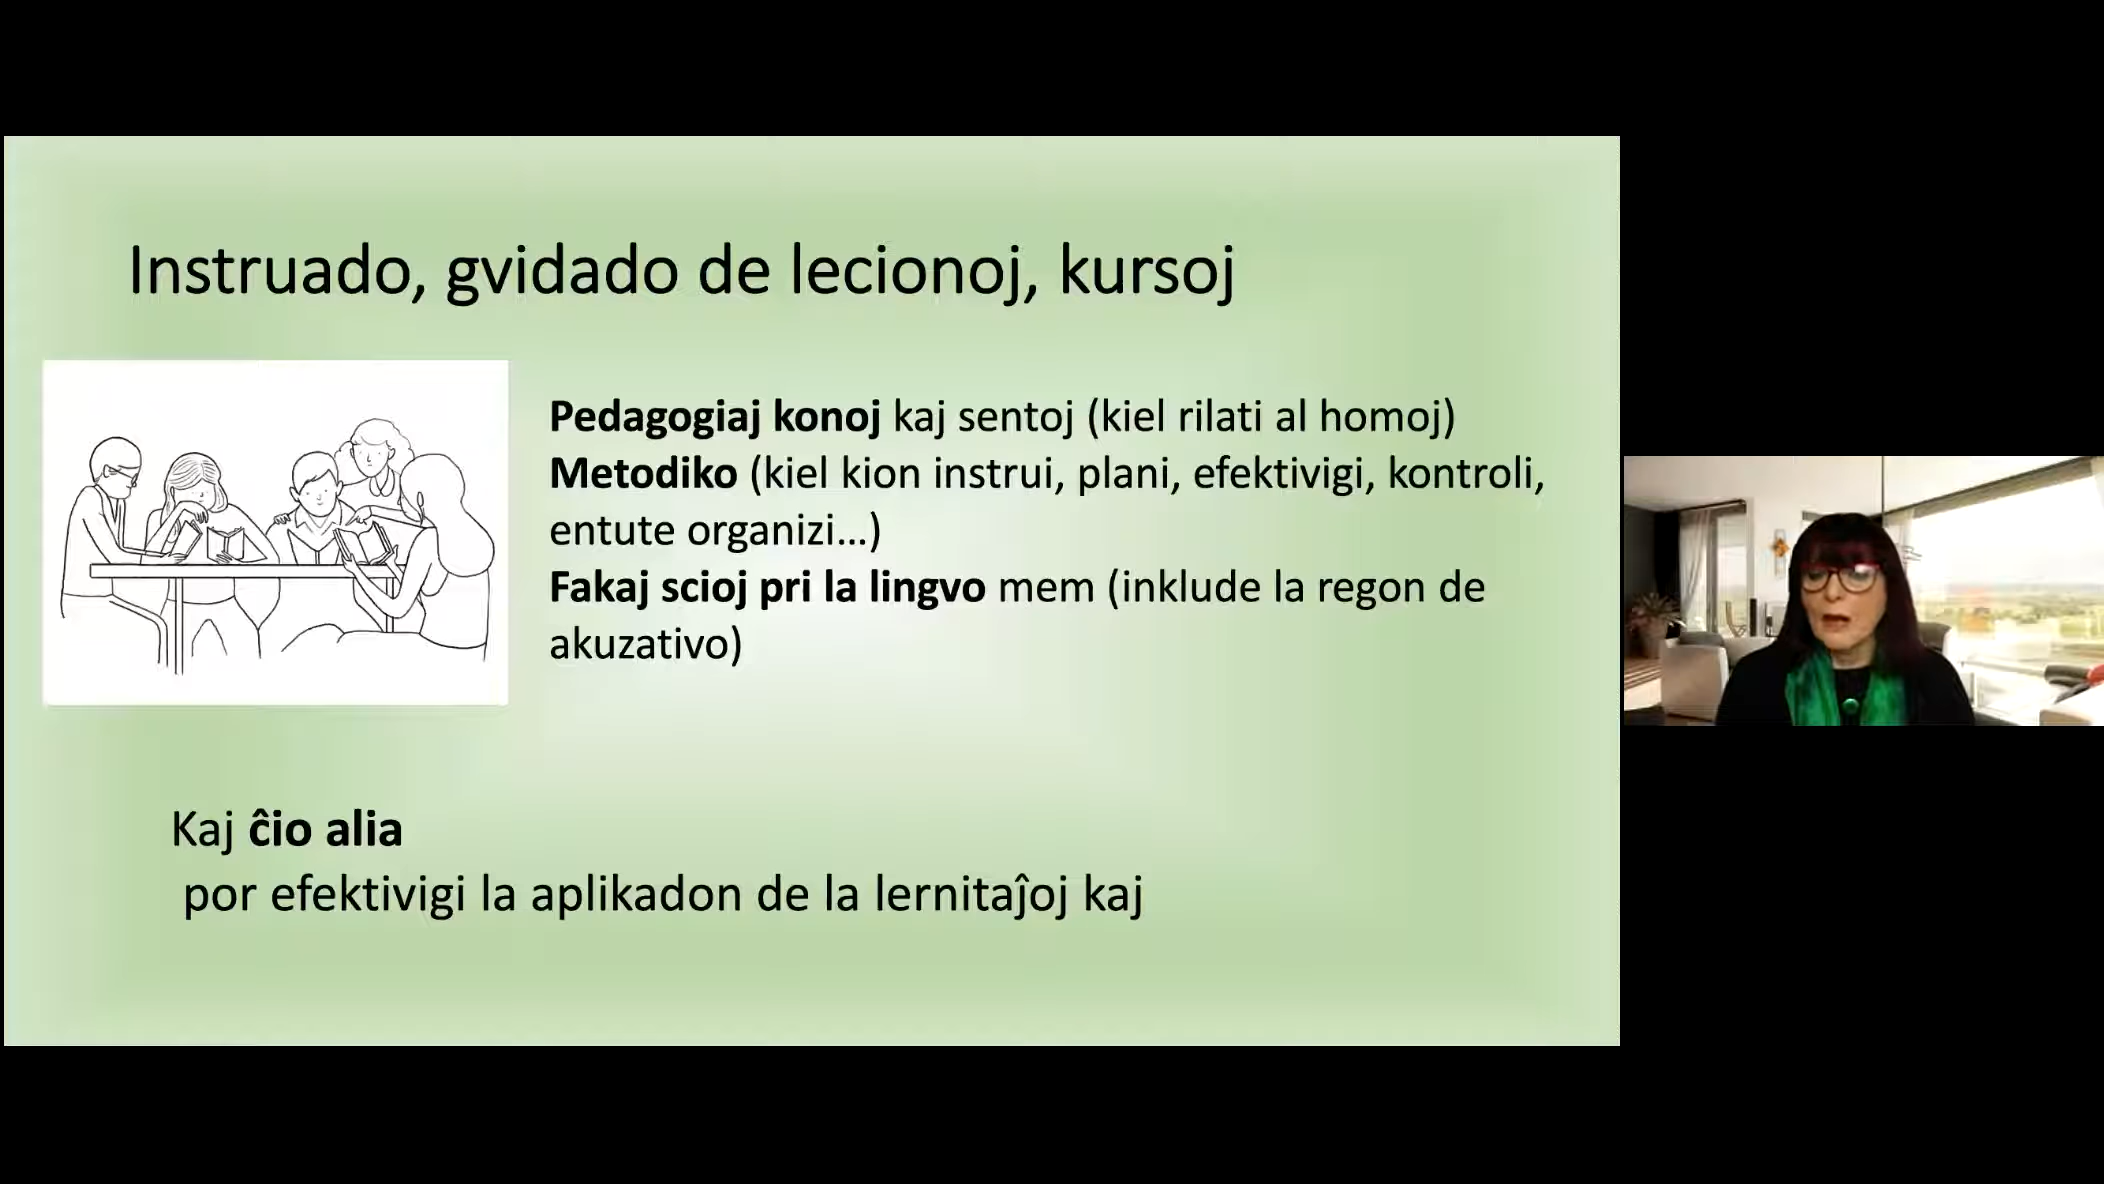 Instruado, gvidado de lecionoj, kursoj
Pedagogiaj konoj kaj sentoj (kiel rilati al homoj)
Metodiko (kiel kion instrui, plani, efektivigi, kontroli,
entute organizi...)
Fakaj scioj pri la lingvo mem (inklude la regon de
akuzativo)
Kaj ĉio alia
por efektivigi la aplikadon de la lernitaĵoj kaj